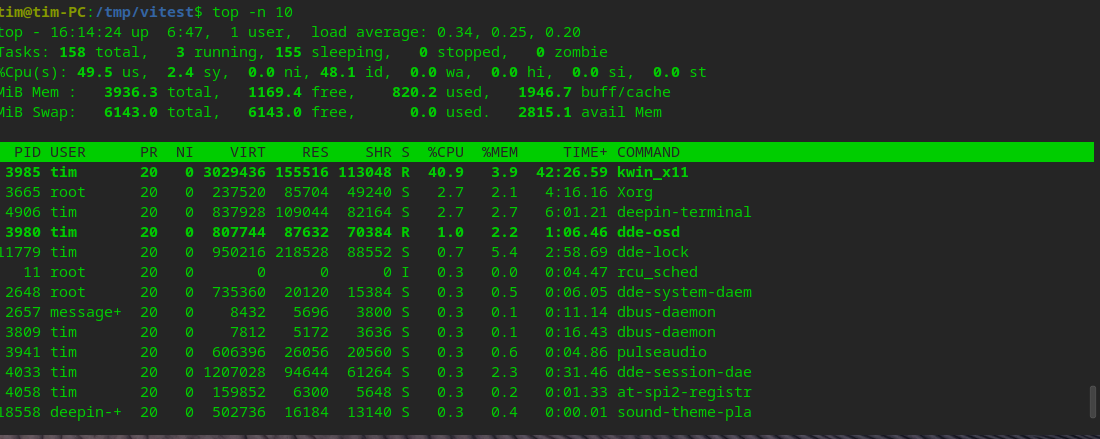 tim@tim-PC:/tmp/vitest$ top -n 10
top - 16:14:24 up  6:47,  1 user,  load average: 0.34, 0.25, 0.20
Tasks: 158 total,   3 running, 155 sleeping,   0 stopped,   0 zombie
%Cpu(s): 49.5 us,  2.4 sy,  0.0 ni, 48.1 id,  0.0 wa,  0.0 hi,  0.0 si,  0.0 st
MiB Mem :   3936.3 total,   1169.4 free,    820.2 used,   1946.7 buff/cache
MiB Swap:   6143.0 total,   6143.0 free,      0.0 used.   2815.1 avail Mem
PID USER      PR  NI    VIRT    RES    SHR S  %CPU  %MEM     TIME+ COMMAND
3985 tim       20   0 3029436 155516 113048 R  40.9   3.9  42:26.59 kwin_x11
3665 root      20   0  237520  85704  49240 S   2.7   2.1   4:16.16 Xorg
4906 tim       20   0  837928 109044  82164 S   2.7   2.7   6:01.21 deepin-terminal
3980 tim       20   0  807744  87632  70384 R   1.0   2.2   1:06.46 dde-osd
11779 tim       20   0  950216 218528  88552 S   0.7   5.4   2:58.69 dde-lock
11 root      20   0       0      0      0 I   0.3   0.0   0:04.47 rcu_sched
2648 root      20   0  735360  20120  15384 S   0.3   0.5   0:06.05 dde-system-daem
2657 message+  20   0    8432   5696   3800 S   0.3   0.1   0:11.14 dbus-daemon
3809 tim       20   0    7812   5172   3636 S   0.3   0.1   0:16.43 dbus-daemon
3941 tim       20   0  606396  26056  20560 S   0.3   0.6   0:04.86 pulseaudio
4033 tim       20   0 1207028  94644  61264 S   0.3   2.3   0:31.46 dde-session-dae
4058 tim       20   0  159852   6300   5648 S   0.3   0.2   0:01.33 at-spi2-registr
18558 deepin-+  20   0  502736  16184  13140 S   0.3   0.4   0:00.01 sound-theme-pla